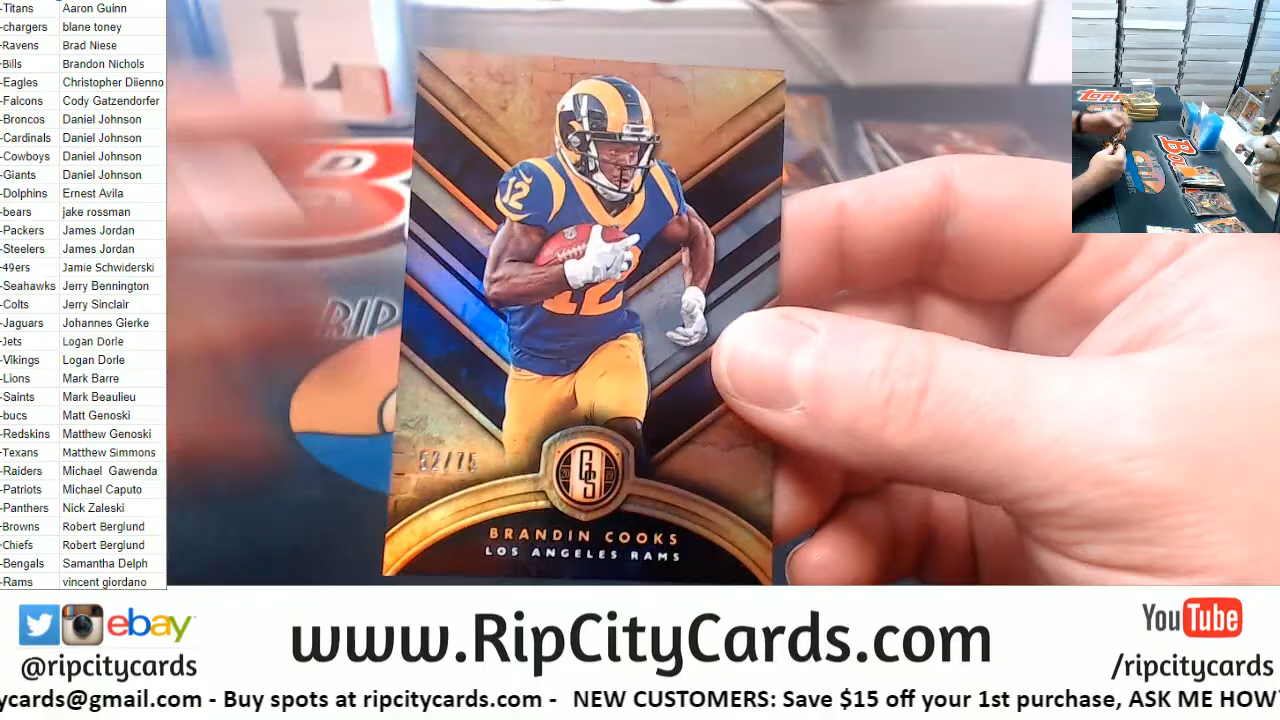 -Titans Aaron Guinn
-chargers blane toney
-Ravens Brad Niese
-Bills Brandon Nichols
-Eagles Christopher Diienno
-Falcons Cody Gatzendorfer
-Broncos Daniel Johnson
-Cardinals Daniel Johnson
-Cowboys Daniel Johnson
-Giants Daniel Johnson
-Dolphins Ernest Avila
-bears jake rossman
-Packers James Jordan
-Steelers James Jordan
-49ers Jamie Schwiderski
-Seahawks Jerry Bennington
-Colts Jerry Sinclair
-Jaguars Johannes Gierke
-Jets Logan Dorle
-Vikings Logan Dorle
-Lions Mark Barre
-Saints Mark Beaulieu
-bucs Matt Genoski
-Redskins Matthew Genoski
-Texans Matthew Simmons
-Raiders Michael Gawenda
-Patriots Michael Caputo
-Panthers Nick Zaleski
-Browns Robert Berglund
-Chiefs Robert Berglund
-Bengals Samantha Delph
-Rams vincent giordano
Topps
RIP
12
12
52/75
GS
BRANDIN COOKS
LOS ANGELES RAMS
ebay
@ripcitycards
www.RipCityCards.com
YouTube
/ripcitycards
ycards@gmail.com - Buy spots at ripcitycards.com - NEW CUSTOMERS: Save $15 off your 1st purchase, ASK ME HOW